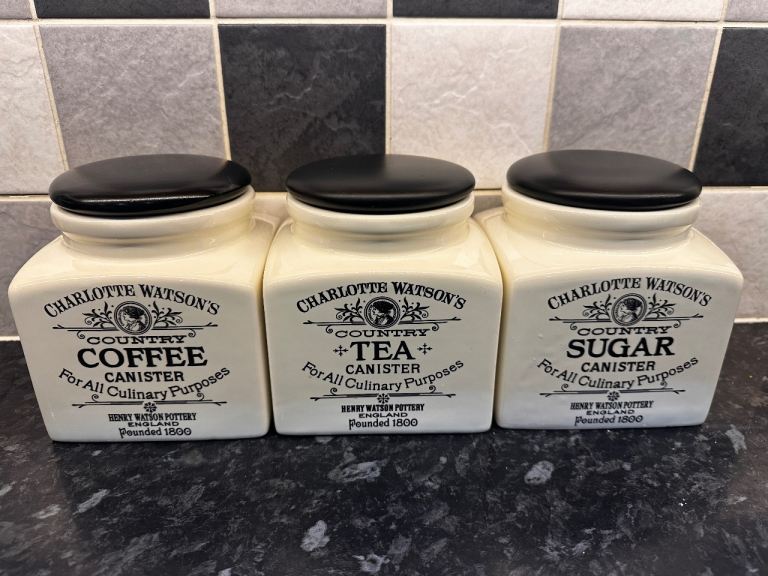 CHARLOTTE WATSON'S
COUNTRY
COFFEE
CANISTER
For All Culinary Purposes
HENRY WATSON POTTERY
ENGLAND
Founded 1800
CHARLOTTE WATSON'S
COUNTRY
TEA
CANISTER
For All Culinary Purposes
HENRY WATSON POTTERY
ENGLAND
Founded 1800
CHARLOTTE WATSON'S
COUNTRY
SUGAR
CANISTER
For All Culinary Purposes
HENRY WATSON POTTERY
ENGLAND
Founded 1800